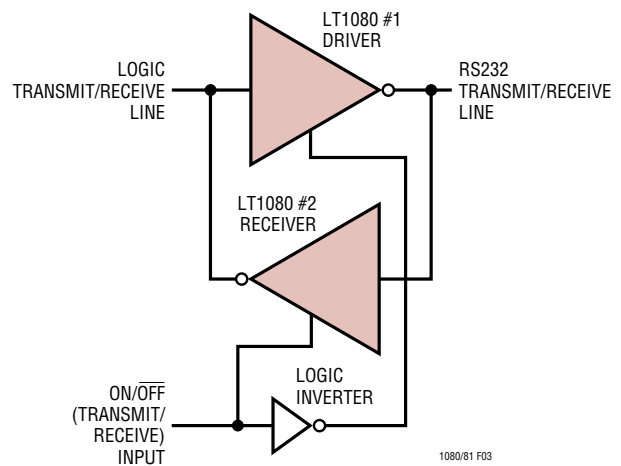 LT1080 #1
DRIVER
LOGIC
TRANSMIT/RECEIVE
LINE
RS232
TRANSMIT/RECEIVE
LINE
LT1080 #2
RECEIVER
ON/OFF
(TRANSMIT/
RECEIVE)
INPUT
LOGIC
INVERTER
1080/81 F03